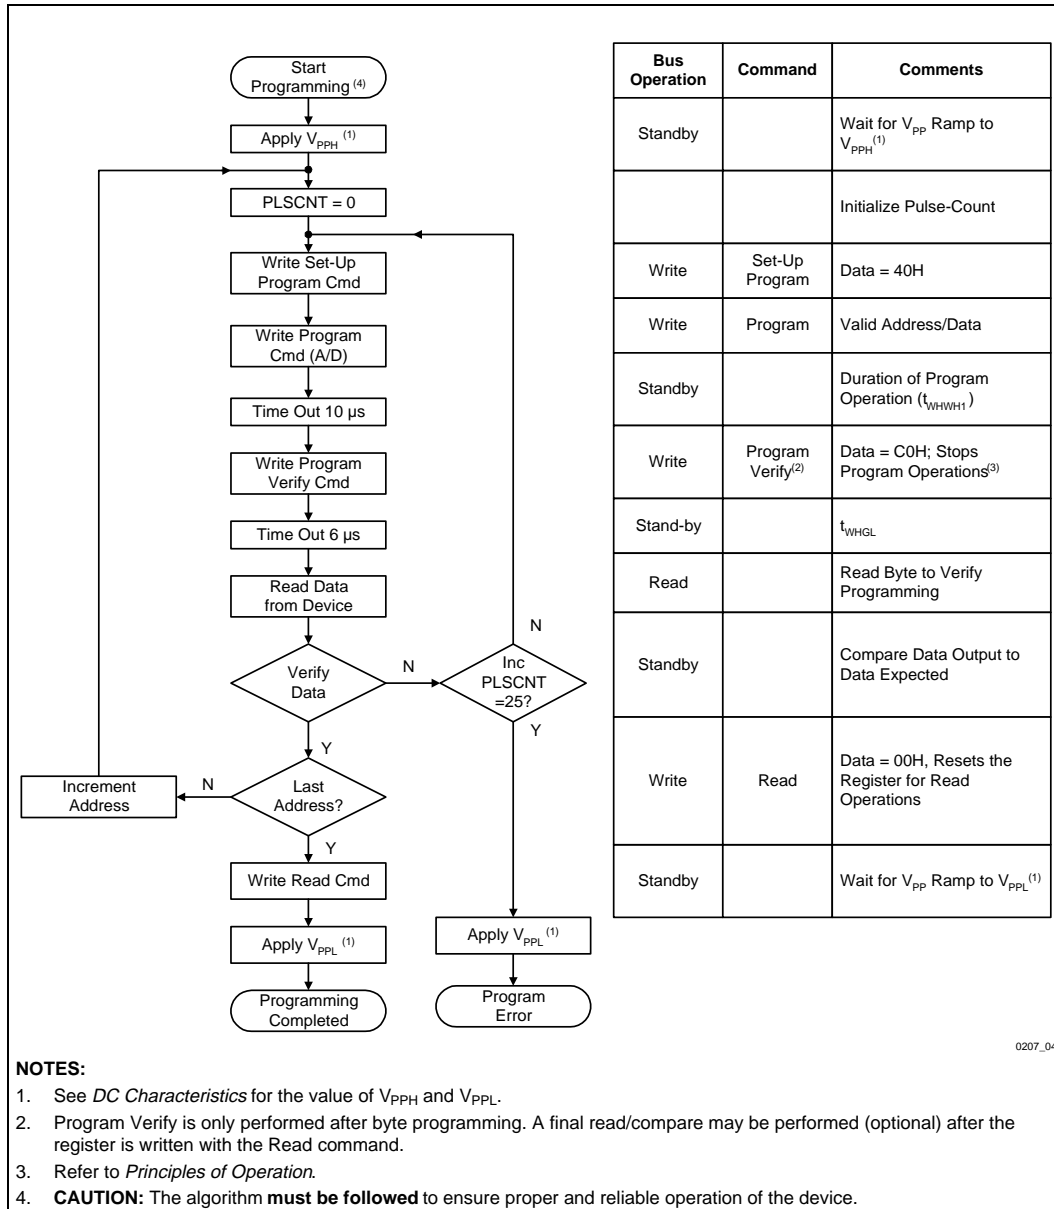 Start
Programming (4)
Apply VPPH (1)
PLSCNT = 0
Write Set-Up
Program Cmd
Write Program
Cmd (A/D)
Time Out 10 µs
Write Program
Verify Cmd
Time Out 6 µs
Read Data
from Device
Verify
Data
N
Inc
PLSCNT
=25?
N
Y
Y
Last
Address?
N
Increment
Address
Y
Write Read Cmd
Apply VPPL (1)
Programming
Completed
Apply VPPL (1)
Program
Error
Bus
Operation
Command
Comments
Standby
Wait for VPP Ramp to
VPPH(1)
Initialize Pulse-Count
Write
Set-Up
Program
Data = 40H
Write
Program
Valid Address/Data
Standby
Duration of Program
Operation (tWHWH1)
Write
Program
Verify(2)
Data = C0H; Stops
Program Operations(3)
Stand-by
tWHGL
Read
Read Byte to Verify
Programming
Standby
Compare Data Output to
Data Expected
Write
Read
Data = 00H, Resets the
Register for Read
Operations
Standby
Wait for VPP Ramp to VPPL(1)
0207_04
NOTES:
1. See DC Characteristics for the value of VPPH and VPPL.
2. Program Verify is only performed after byte programming. A final read/compare may be performed (optional) after the
register is written with the Read command.
3. Refer to Principles of Operation.
4. CAUTION: The algorithm must be followed to ensure proper and reliable operation of the device.